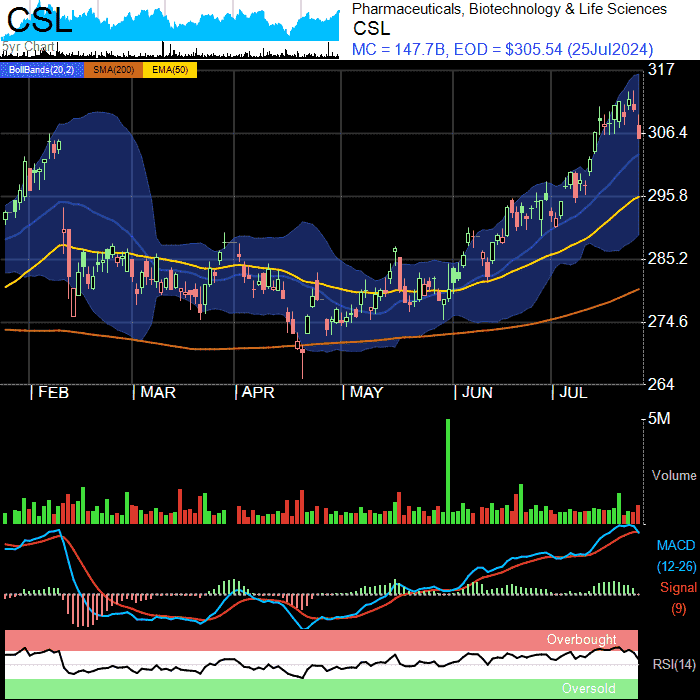 CSL
5yr Chart
Pharmaceuticals, Biotechnology & Life Sciences
CSL
MC = 147.7B, EOD = $305.54 (25Jul2024)
BollBands(20,2) SMA(200) EMA(50)
317
306.4
295.8
285.2
274.6
264
| FEB | MAR | APR | MAY | JUN | JUL
5M
Volume
MACD
(12-26)
Signal
(9)
Overbought
RSI(14)
Oversold